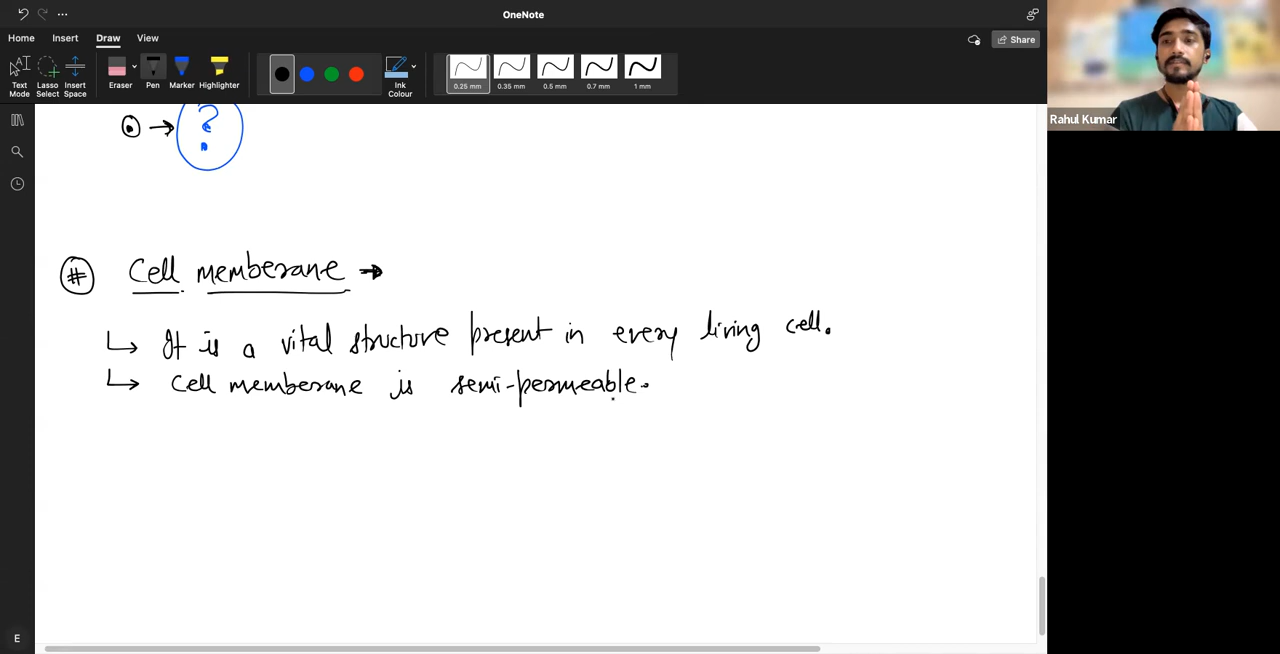 OneNote
Home Insert Draw View
Share
Text Mode
Lasso Select
Insert Space
Eraser
Pen
Marker
Highlighter
Ink Colour
0.25 mm
0.35 mm
0.5 mm
0.7 mm
1 mm
Rahul Kumar
?
# Cell memberane →
↳ It is a vital structure present in every living cell.
↳ Cell memberane is semi-permeable.
E